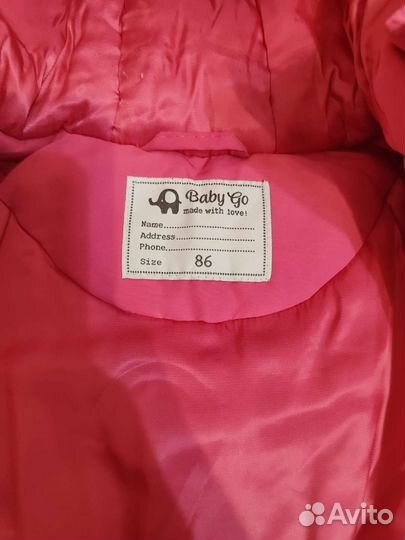 Baby Go
made with love!
Name
Address
Phone
Size 86
Avito